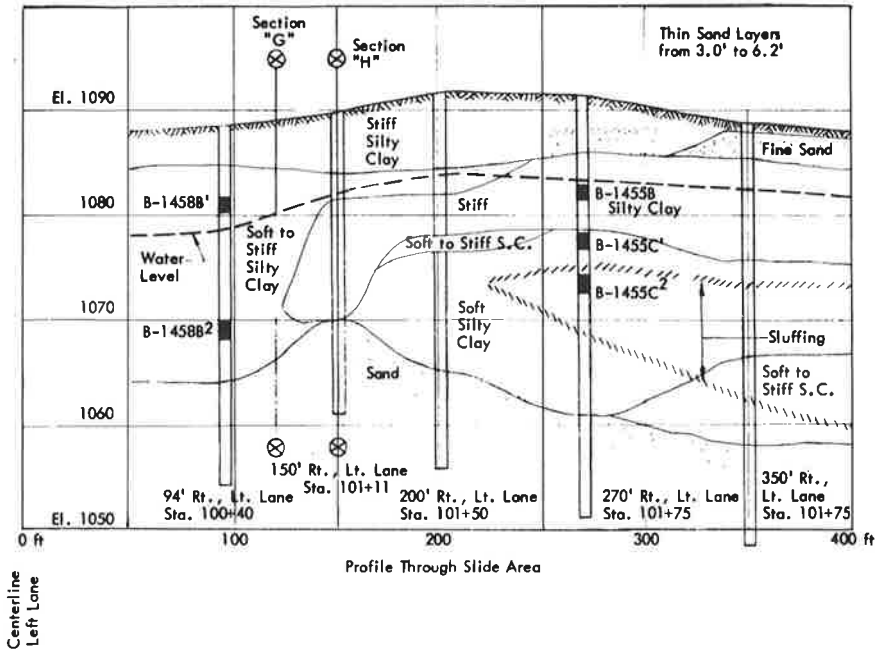 Section
"G"
Section
"H"
Thin Sand Layers
from 3.0' to 6.2'
El. 1090
Stiff
Silty
Clay
Fine Sand
1080
B-1458B'
Stiff
B-1455B
Silty Clay
Water
Level
Soft to
Stiff
Silty
Clay
Soft to Stiff S.C.
B-1455C'
B-1455C²
1070
B-1458B²
Soft
Silty
Clay
Sluffing
Sand
Soft to
Stiff S.C.
1060
94' Rt., Lt. Lane
Sta. 100+40
150' Rt., Lt. Lane
Sta. 101+11
200' Rt., Lt. Lane
Sta. 101+50
270' Rt., Lt. Lane
Sta. 101+75
350' Rt.,
Lt. Lane
Sta. 101+75
El. 1050
0 ft
100
200
300
400 ft
Profile Through Slide Area
Centerline
Left Lane